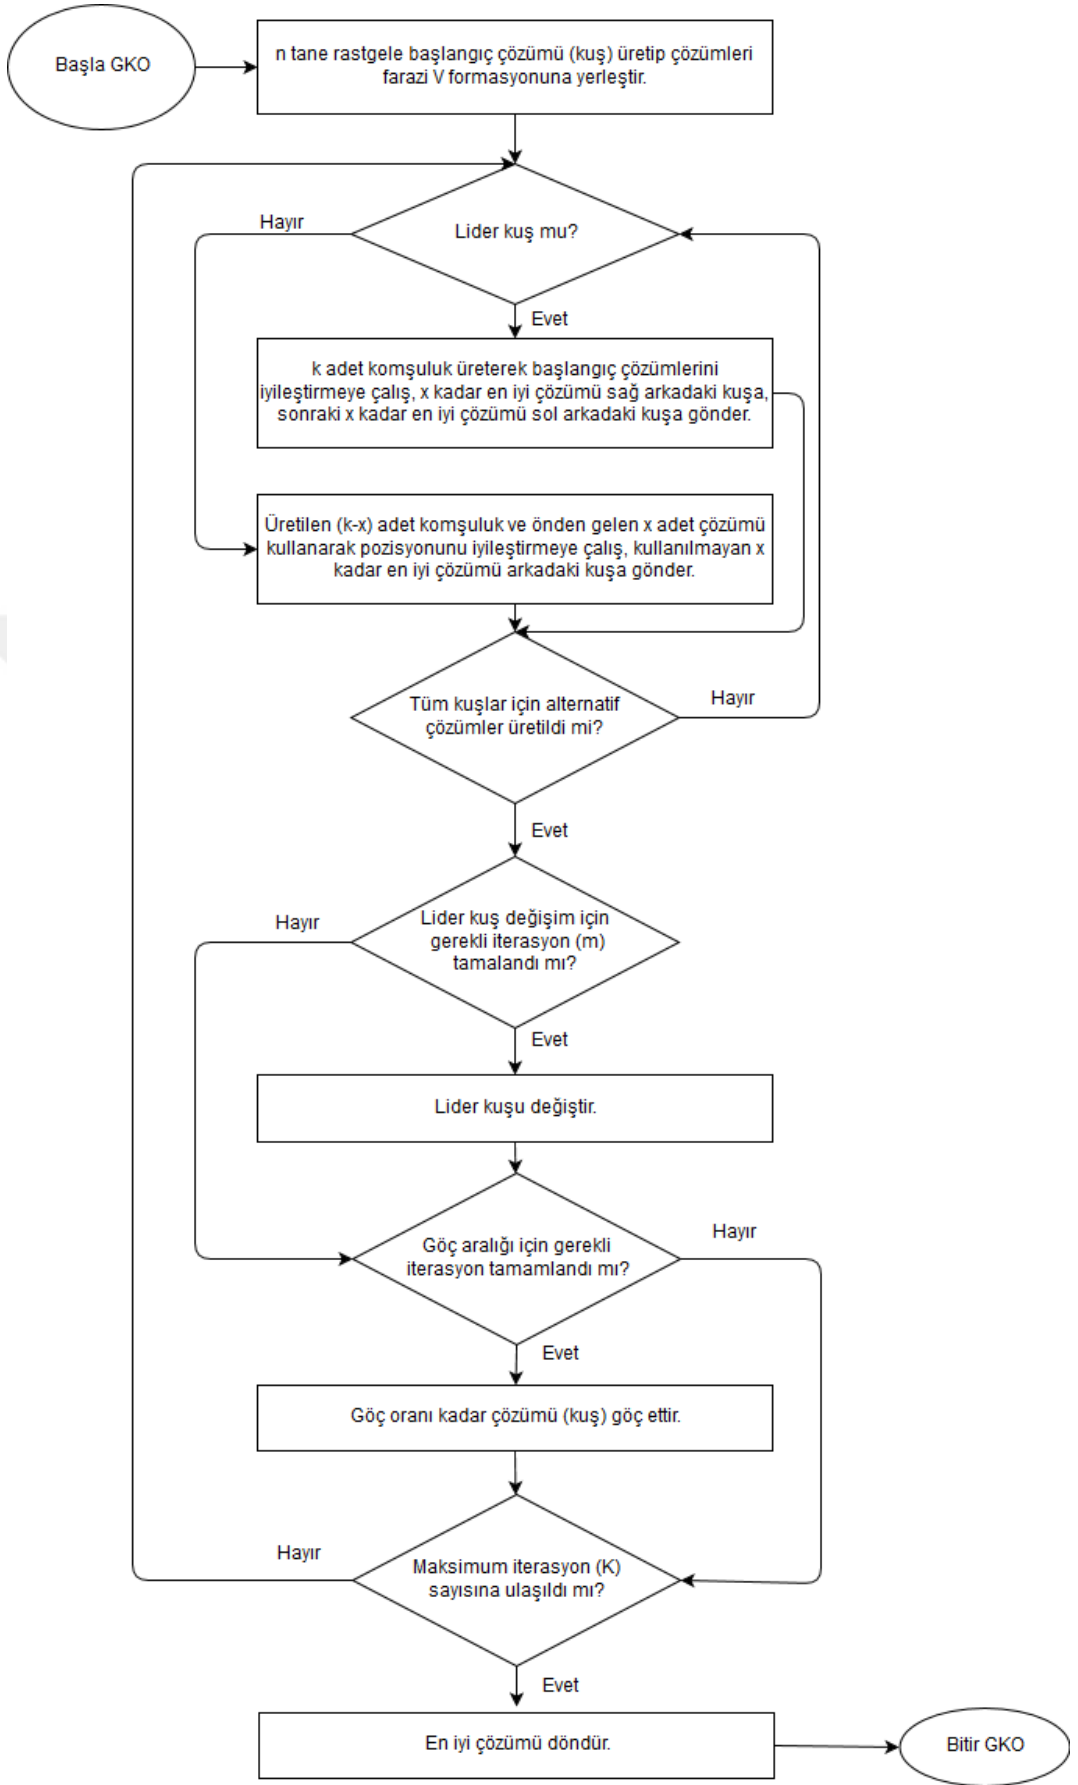 Başla GKO
n tane rastgele başlangıç çözümü (kuş) üretip çözümleri
farazi V formasyonuna yerleştir.
Hayır
Lider kuş mu?
Evet
k adet komşuluk üreterek başlangıç çözümlerini
iyileştirmeye çalış, x kadar en iyi çözümü sağ arkadaki kuşa,
sonraki x kadar en iyi çözümü sol arkadaki kuşa gönder.
Üretilen (k-x) adet komşuluk ve önden gelen x adet çözümü
kullanarak pozisyonunu iyileştirmeye çalış, kullanılmayan x
kadar en iyi çözümü arkadaki kuşa gönder.
Tüm kuşlar için alternatif
çözümler üretildi mi?
Hayır
Evet
Hayır
Lider kuş değişim için
gerekli iterasyon (m)
tamalandı mı?
Evet
Lider kuşu değiştir.
Göç aralığı için gerekli
iterasyon tamamlandı mı?
Hayır
Evet
Göç oranı kadar çözümü (kuş) göç ettir.
Hayır
Maksimum iterasyon (K)
sayısına ulaşıldı mı?
Evet
En iyi çözümü döndür.
Bitir GKO